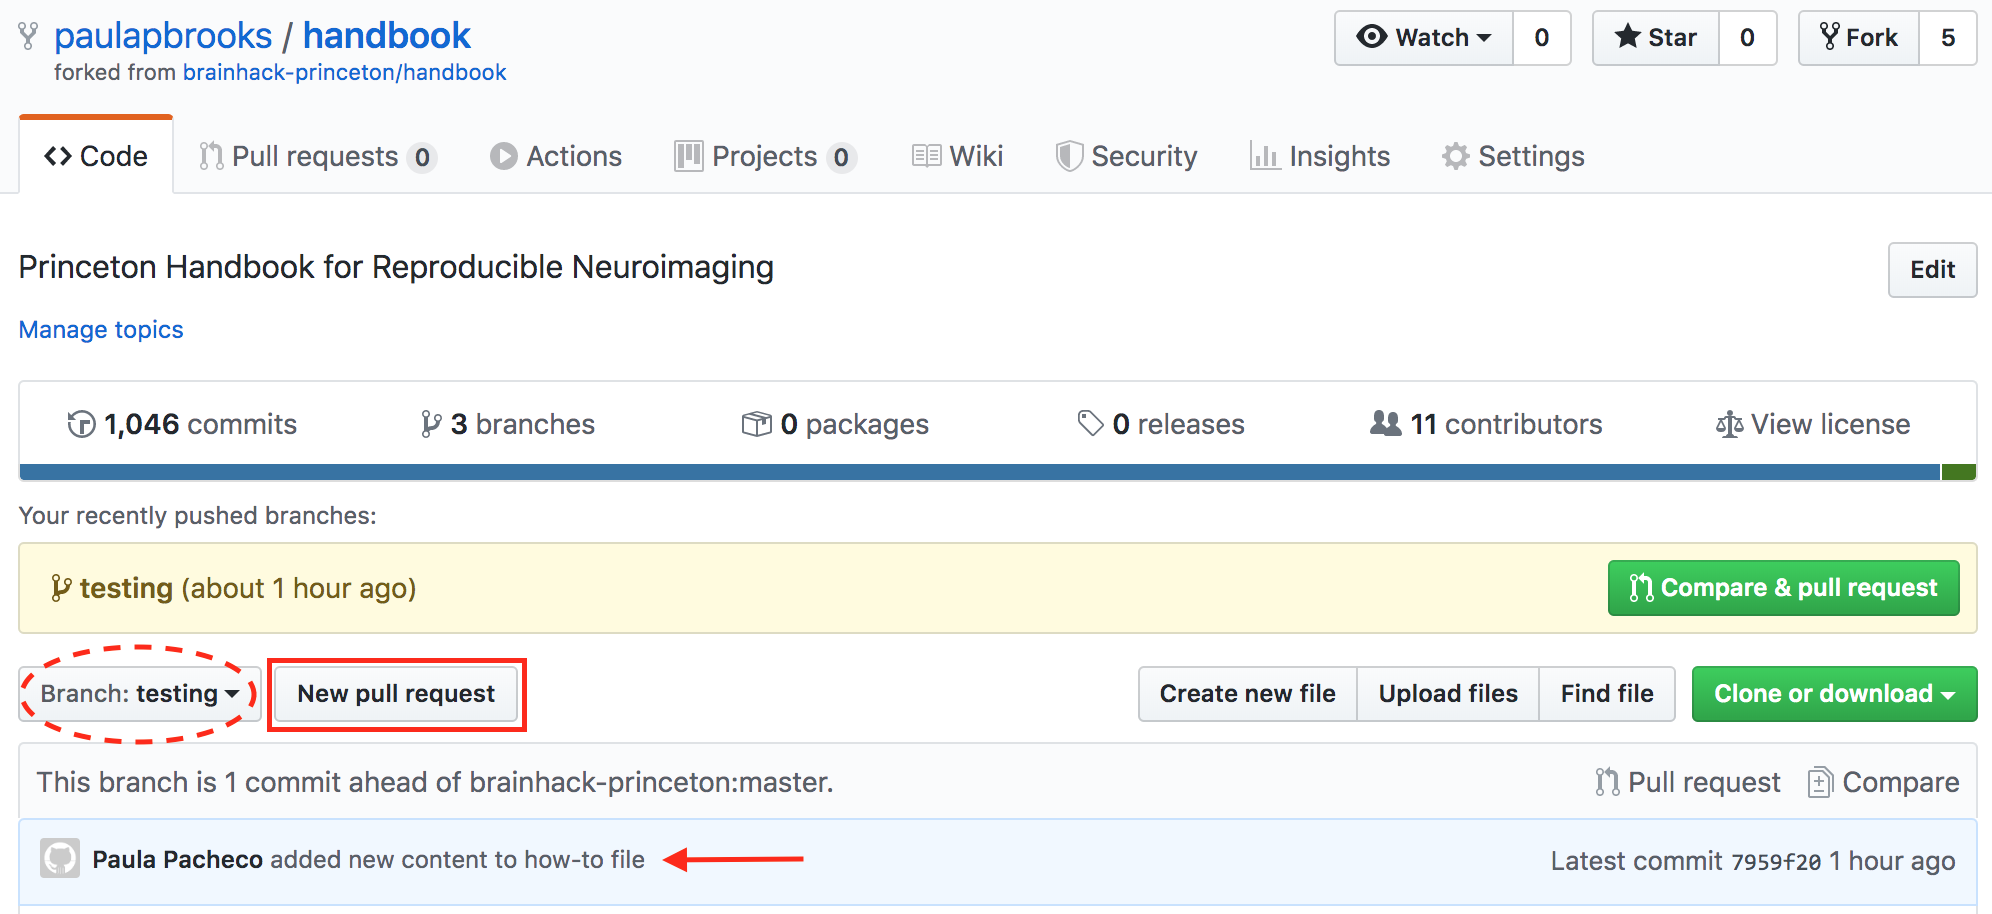 paulapbrooks / handbook
Watch 0 Star 0 Fork 5
forked from brainhack-princeton/handbook
Code Pull requests 0 Actions Projects 0 Wiki Security Insights Settings
Princeton Handbook for Reproducible Neuroimaging
Edit
Manage topics
1,046 commits 3 branches 0 packages 0 releases 11 contributors View license
Your recently pushed branches:
testing (about 1 hour ago) Compare & pull request
Branch: testing New pull request Create new file Upload files Find file Clone or download
This branch is 1 commit ahead of brainhack-princeton:master. Pull request Compare
Paula Pacheco added new content to how-to file Latest commit 7959f20 1 hour ago